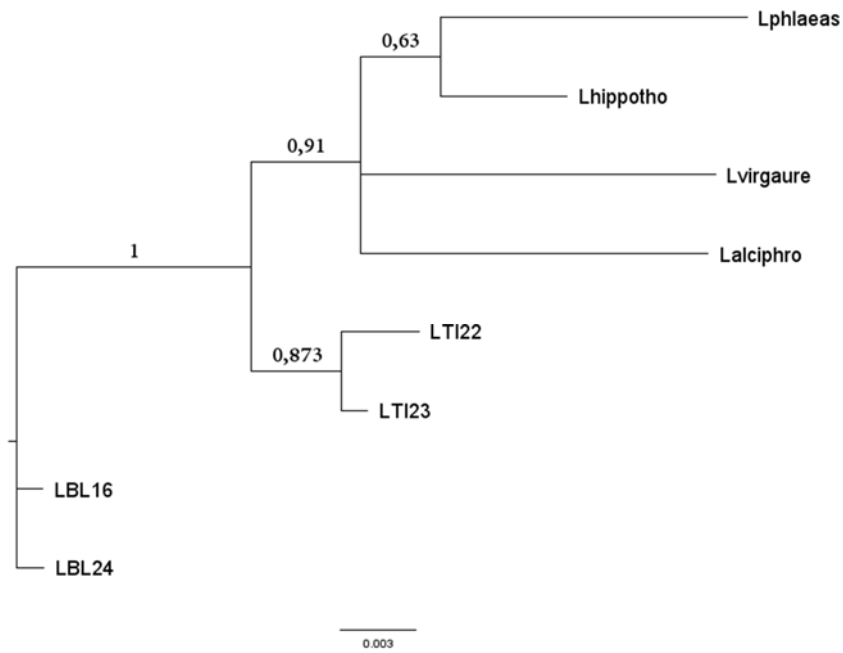 Lphlaeas
0,63
Lhippotho
0,91
Lvirgaure
1
Lalciphro
LTI22
0,873
LTI23
LBL16
LBL24
0.003